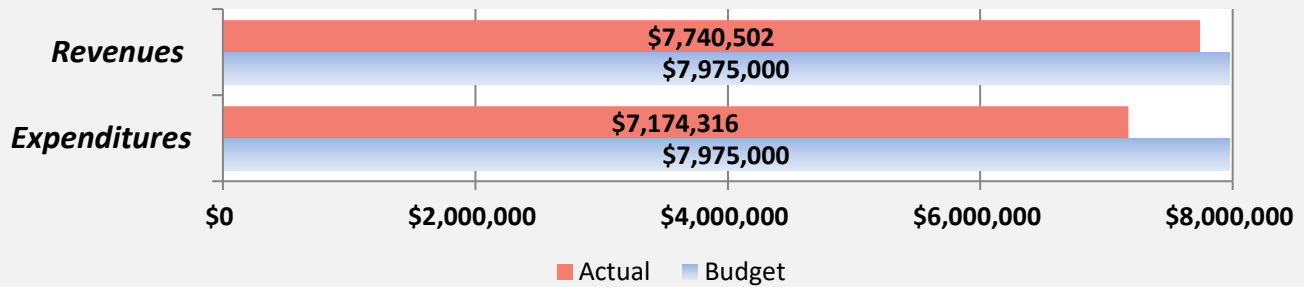 Revenues
$7,740,502
$7,975,000
Expenditures
$7,174,316
$7,975,000
$0 $2,000,000 $4,000,000 $6,000,000 $8,000,000
Actual Budget